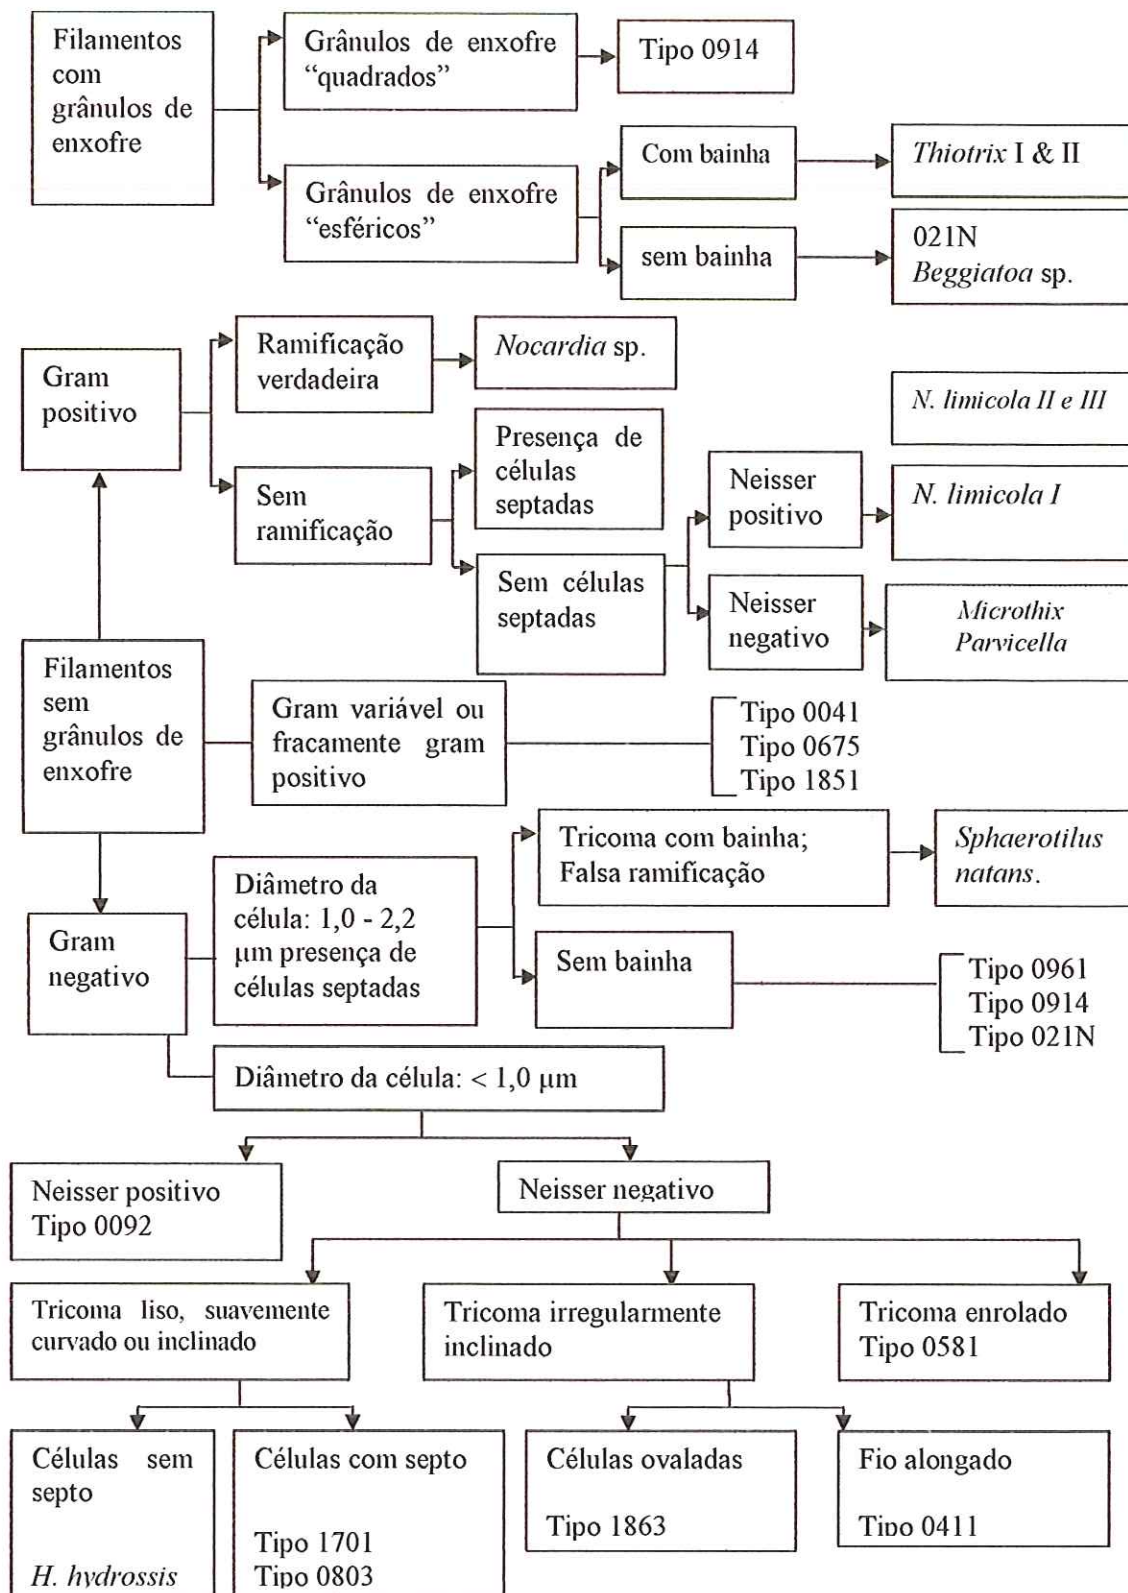 Filamentos
com
grânulos de
enxofre
Grânulos de enxofre
“quadrados”
Tipo 0914
Grânulos de enxofre
“esféricos”
Com bainha
Thiotrix I & II
sem bainha
021N
Beggiatoa sp.
Gram
positivo
Ramificação
verdadeira
Nocardia sp.
Sem
ramificação
Presença de
células
septadas
N. limicola II e III
Sem células
septadas
Neisser
positivo
N. limicola I
Neisser
negativo
Microthix
Parvicella
Filamentos
sem
grânulos de
enxofre
Gram variável ou
fracamente gram
positivo
Tipo 0041
Tipo 0675
Tipo 1851
Gram
negativo
Diâmetro da
célula: 1,0 - 2,2
μm presença de
células septadas
Tricoma com bainha;
Falsa ramificação
Sphaerotilus
natans.
Sem bainha
Tipo 0961
Tipo 0914
Tipo 021N
Diâmetro da célula: < 1,0 μm
Neisser positivo
Tipo 0092
Neisser negativo
Tricoma liso, suavemente
curvado ou inclinado
Tricoma irregularmente
inclinado
Tricoma enrolado
Tipo 0581
Células sem
septo
H. hydrossis
Células com septo
Tipo 1701
Tipo 0803
Células ovaladas
Tipo 1863
Fio alongado
Tipo 0411